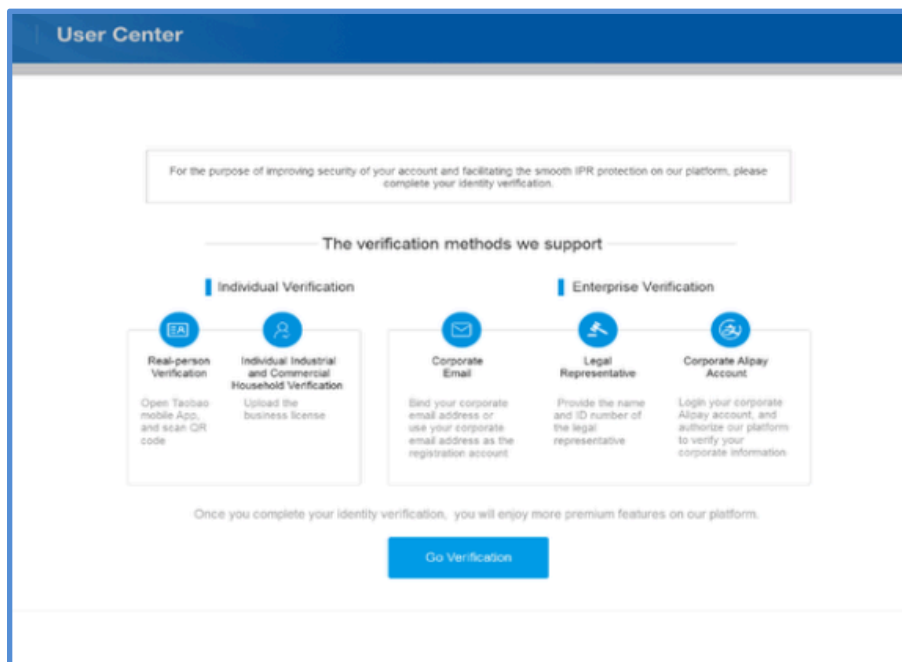 User Center
For the purpose of improving security of your account and facilitating the smooth IPR protection on our platform, please
complete your identity verification.
The verification methods we support
Individual Verification
Real-person
Verification
Open Taobao
mobile App,
and scan QR
code
Individual Industrial
and Commercial
Household Verification
Upload the
business license
Enterprise Verification
Corporate
Email
Bind your corporate
email address or
use your corporate
email address as the
registration account
Legal
Representative
Provide the name
and ID number of
the legal
representative
Corporate Alipay
Account
Login your corporate
Alipay account, and
authorize our platform
to verify your
corporate information
Once you complete your identity verification, you will enjoy more premium features on our platform.
Go Verification